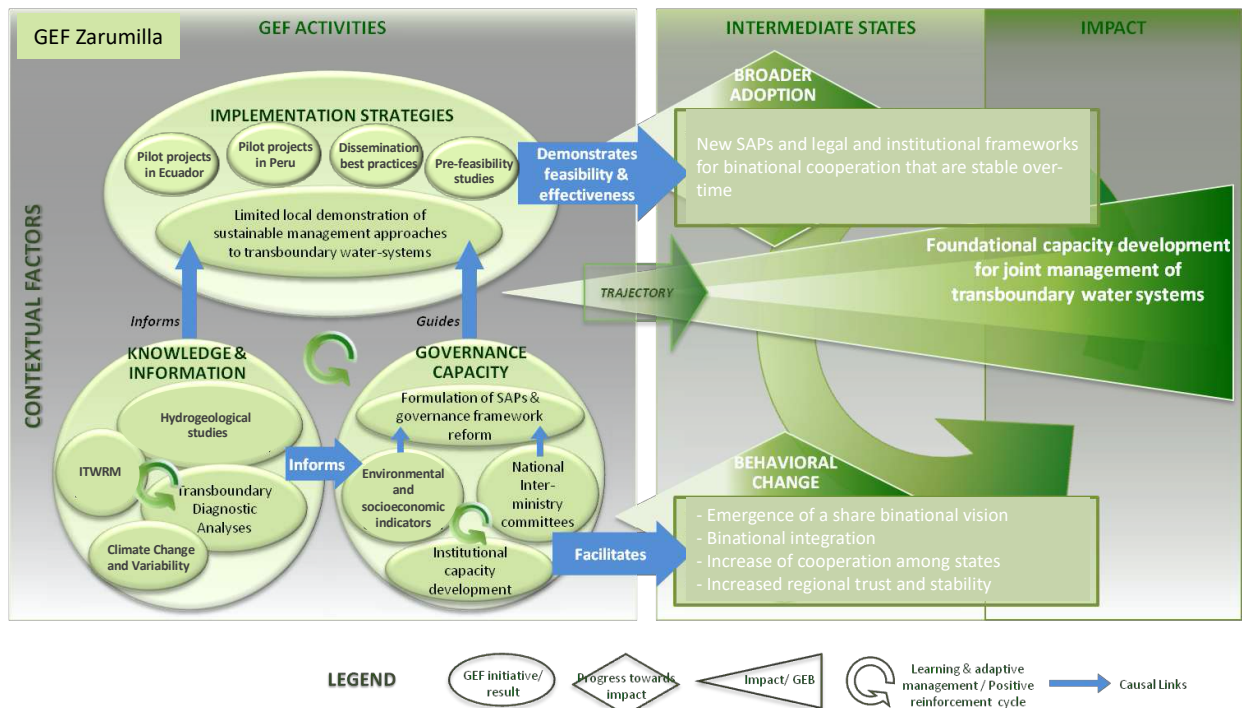 GEF Zarumilla
GEF ACTIVITIES
INTERMEDIATE STATES
IMPACT
CONTEXTUAL FACTORS
IMPLEMENTATION STRATEGIES
Pilot projects
in Ecuador
Pilot projects
in Peru
Dissemination
best practices
Pre-feasibility
studies
Limited local demonstration of
sustainable management approaches
to transboundary water-systems
Demonstrates
feasibility &
effectiveness
BROADER
ADOPTION
New SAPs and legal and institutional frameworks
for binational cooperation that are stable over-
time
TRAJECTORY
Foundational capacity development
for joint management of
transboundary water systems
Informs
Guides
KNOWLEDGE &
INFORMATION
Hydrogeological
studies
ITWRM
Transboundary
Diagnostic
Analyses
Climate Change
and Variability
Informs
GOVERNANCE
CAPACITY
Formulation of SAPs &
governance framework
reform
Environmental
and
socioeconomic
indicators
National
Inter-
ministry
committees
Institutional
capacity
development
Facilitates
BEHAVIORAL
CHANGE
- Emergence of a share binational vision
- Binational integration
- Increase of cooperation among states
- Increased regional trust and stability
LEGEND
GEF initiative/
result
Progress towards
impact
Impact/ GEB
Learning & adaptive
management / Positive
reinforcement cycle
Causal Links